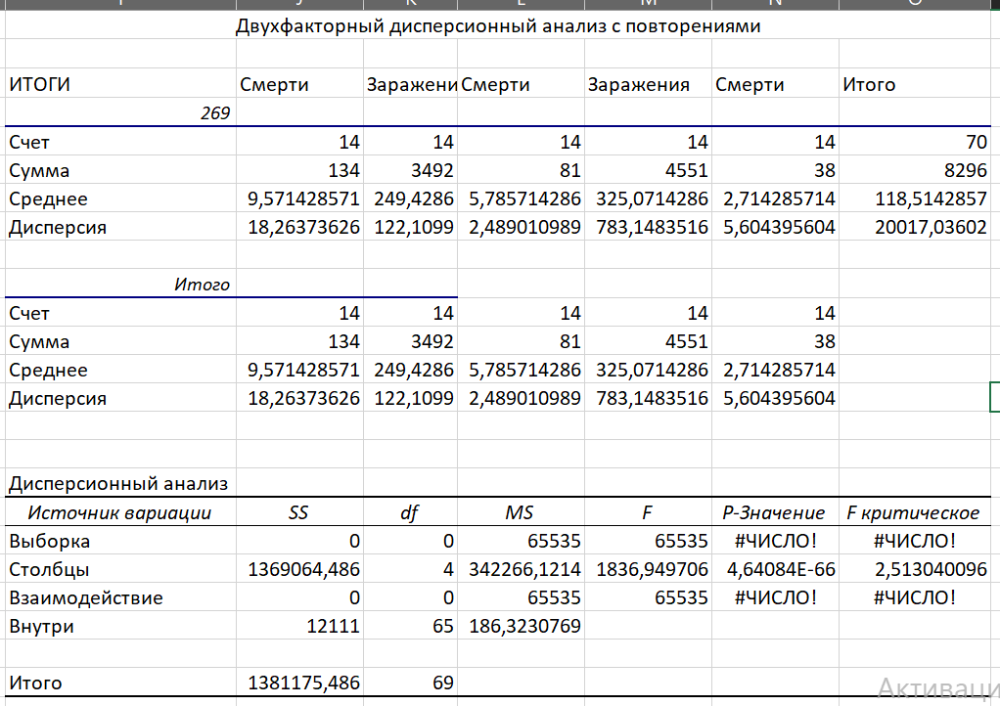 Двухфакторный дисперсионный анализ с повторениями
ИТОГИ Смерти Заражени Смерти Заражения Смерти Итого
269
Счет 14 14 14 14 14 70
Сумма 134 3492 81 4551 38 8296
Среднее 9,571428571 249,4286 5,785714286 325,0714286 2,714285714 118,5142857
Дисперсия 18,26373626 122,1099 2,489010989 783,1483516 5,604395604 20017,03602
Итого
Счет 14 14 14 14 14
Сумма 134 3492 81 4551 38
Среднее 9,571428571 249,4286 5,785714286 325,0714286 2,714285714
Дисперсия 18,26373626 122,1099 2,489010989 783,1483516 5,604395604
Дисперсионный анализ
Источник вариации SS df MS F P-Значение F критическое
Выборка 0 0 65535 65535 #ЧИСЛО! #ЧИСЛО!
Столбцы 1369064,486 4 342266,1214 1836,949706 4,64084E-66 2,513040096
Взаимодействие 0 0 65535 65535 #ЧИСЛО! #ЧИСЛО!
Внутри 12111 65 186,3230769
Итого 1381175,486 69
Активаци